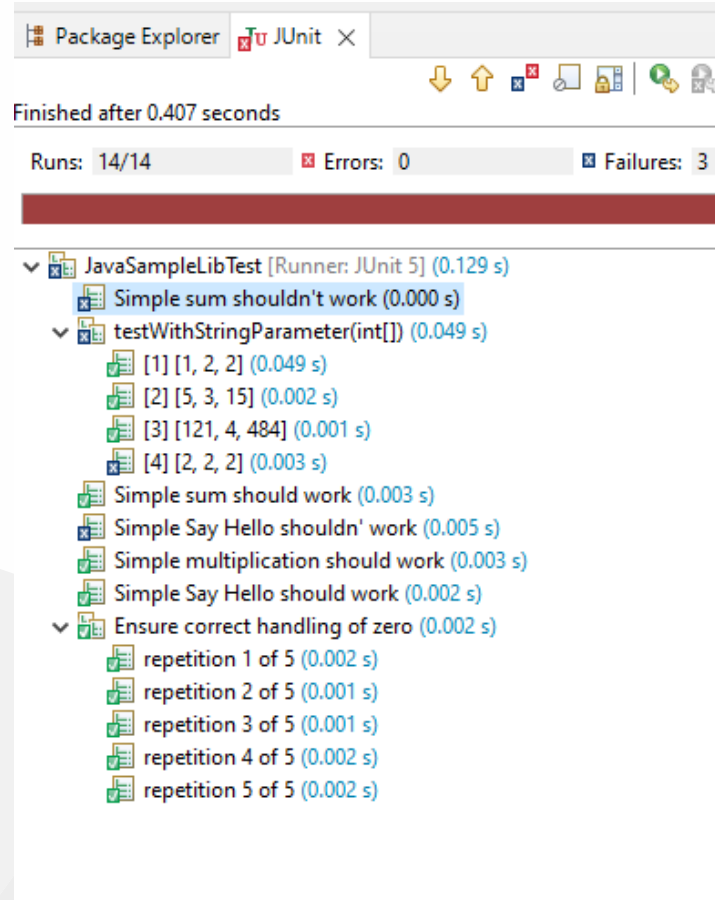 Package Explorer JUnit
Finished after 0.407 seconds
Runs: 14/14 Errors: 0 Failures: 3
JavaSampleLibTest [Runner: JUnit 5] (0.129 s)
Simple sum shouldn't work (0.000 s)
testWithStringParameter(int[]) (0.049 s)
[1] [1, 2, 2] (0.049 s)
[2] [5, 3, 15] (0.002 s)
[3] [121, 4, 484] (0.001 s)
[4] [2, 2, 2] (0.003 s)
Simple sum should work (0.003 s)
Simple Say Hello shouldn' work (0.005 s)
Simple multiplication should work (0.003 s)
Simple Say Hello should work (0.002 s)
Ensure correct handling of zero (0.002 s)
repetition 1 of 5 (0.002 s)
repetition 2 of 5 (0.001 s)
repetition 3 of 5 (0.001 s)
repetition 4 of 5 (0.002 s)
repetition 5 of 5 (0.002 s)